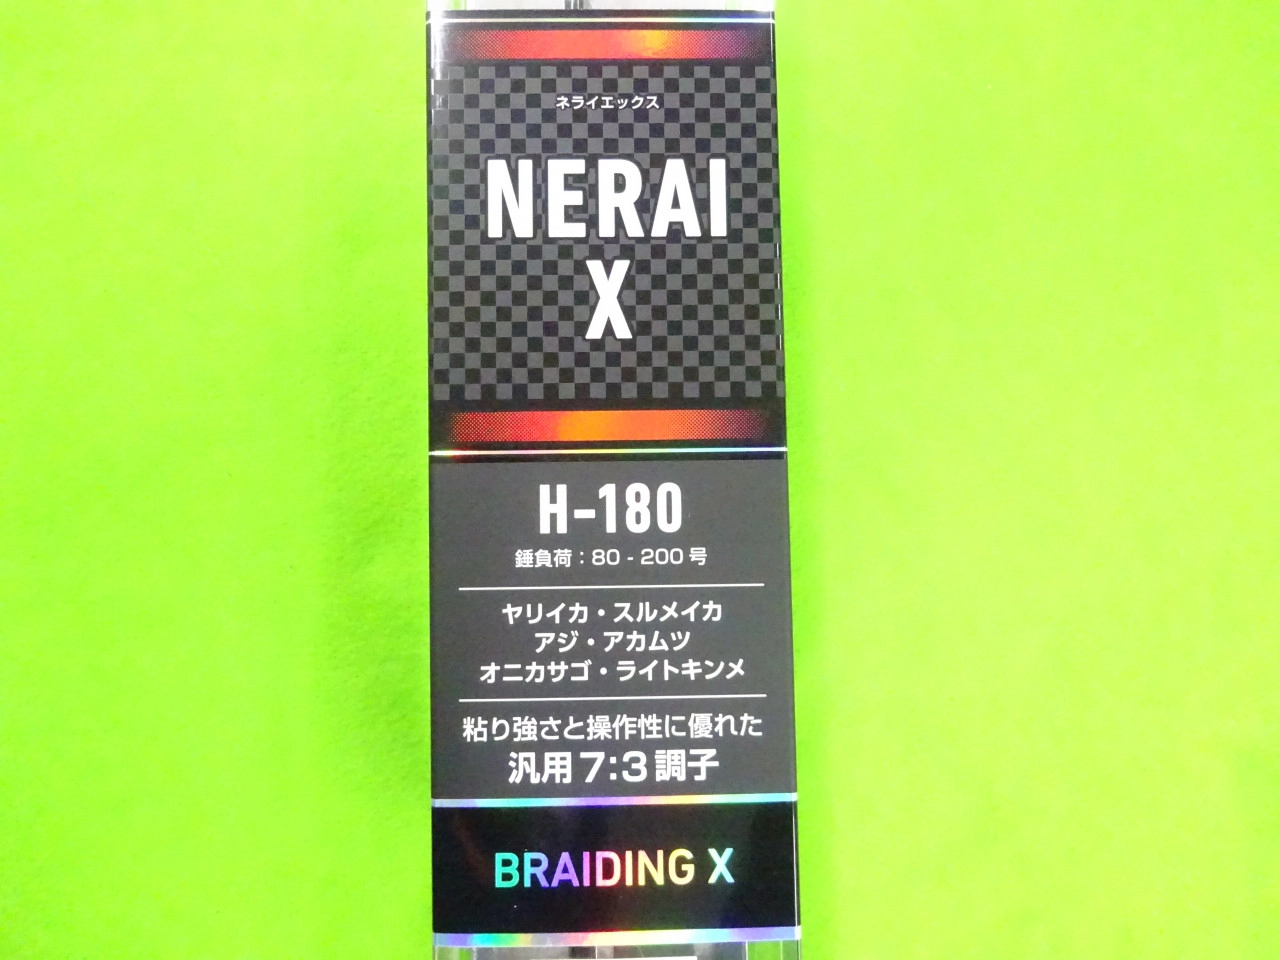 ネライエックス
NERAI
X
H-180
錘負荷：80 - 200 号
ヤリイカ・スルメイカ
アジ・アカムツ
オニカサゴ・ライトキンメ
粘り強さと操作性に優れた
汎用7:3調子
BRAIDING X